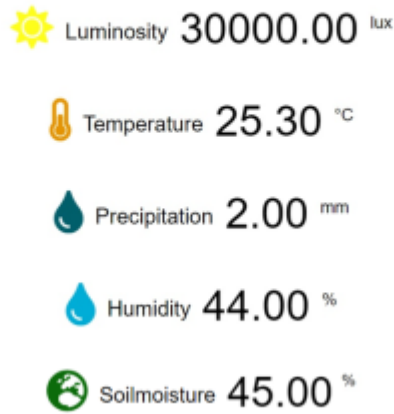 Luminosity 30000.00 lux
Temperature 25.30 °C
Precipitation 2.00 mm
Humidity 44.00 %
Soilmoisture 45.00 %